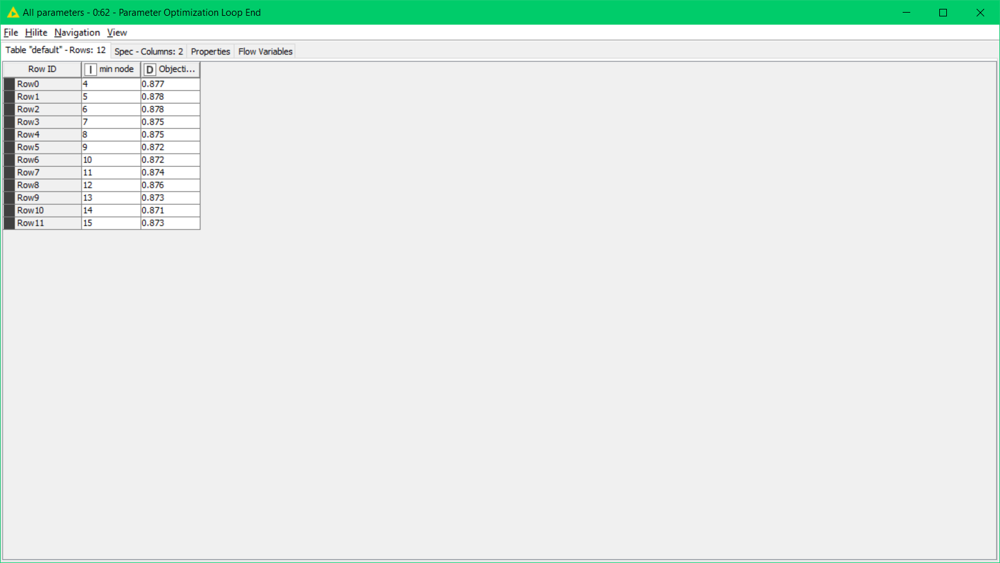 All parameters - 0:62 - Parameter Optimization Loop End
File Hilite Navigation View
Table "default" - Rows: 12 Spec - Columns: 2 Properties Flow Variables
Row ID I min node D Objecti...
Row0 4 0.877
Row1 5 0.878
Row2 6 0.878
Row3 7 0.875
Row4 8 0.875
Row5 9 0.872
Row6 10 0.872
Row7 11 0.874
Row8 12 0.876
Row9 13 0.873
Row10 14 0.871
Row11 15 0.873